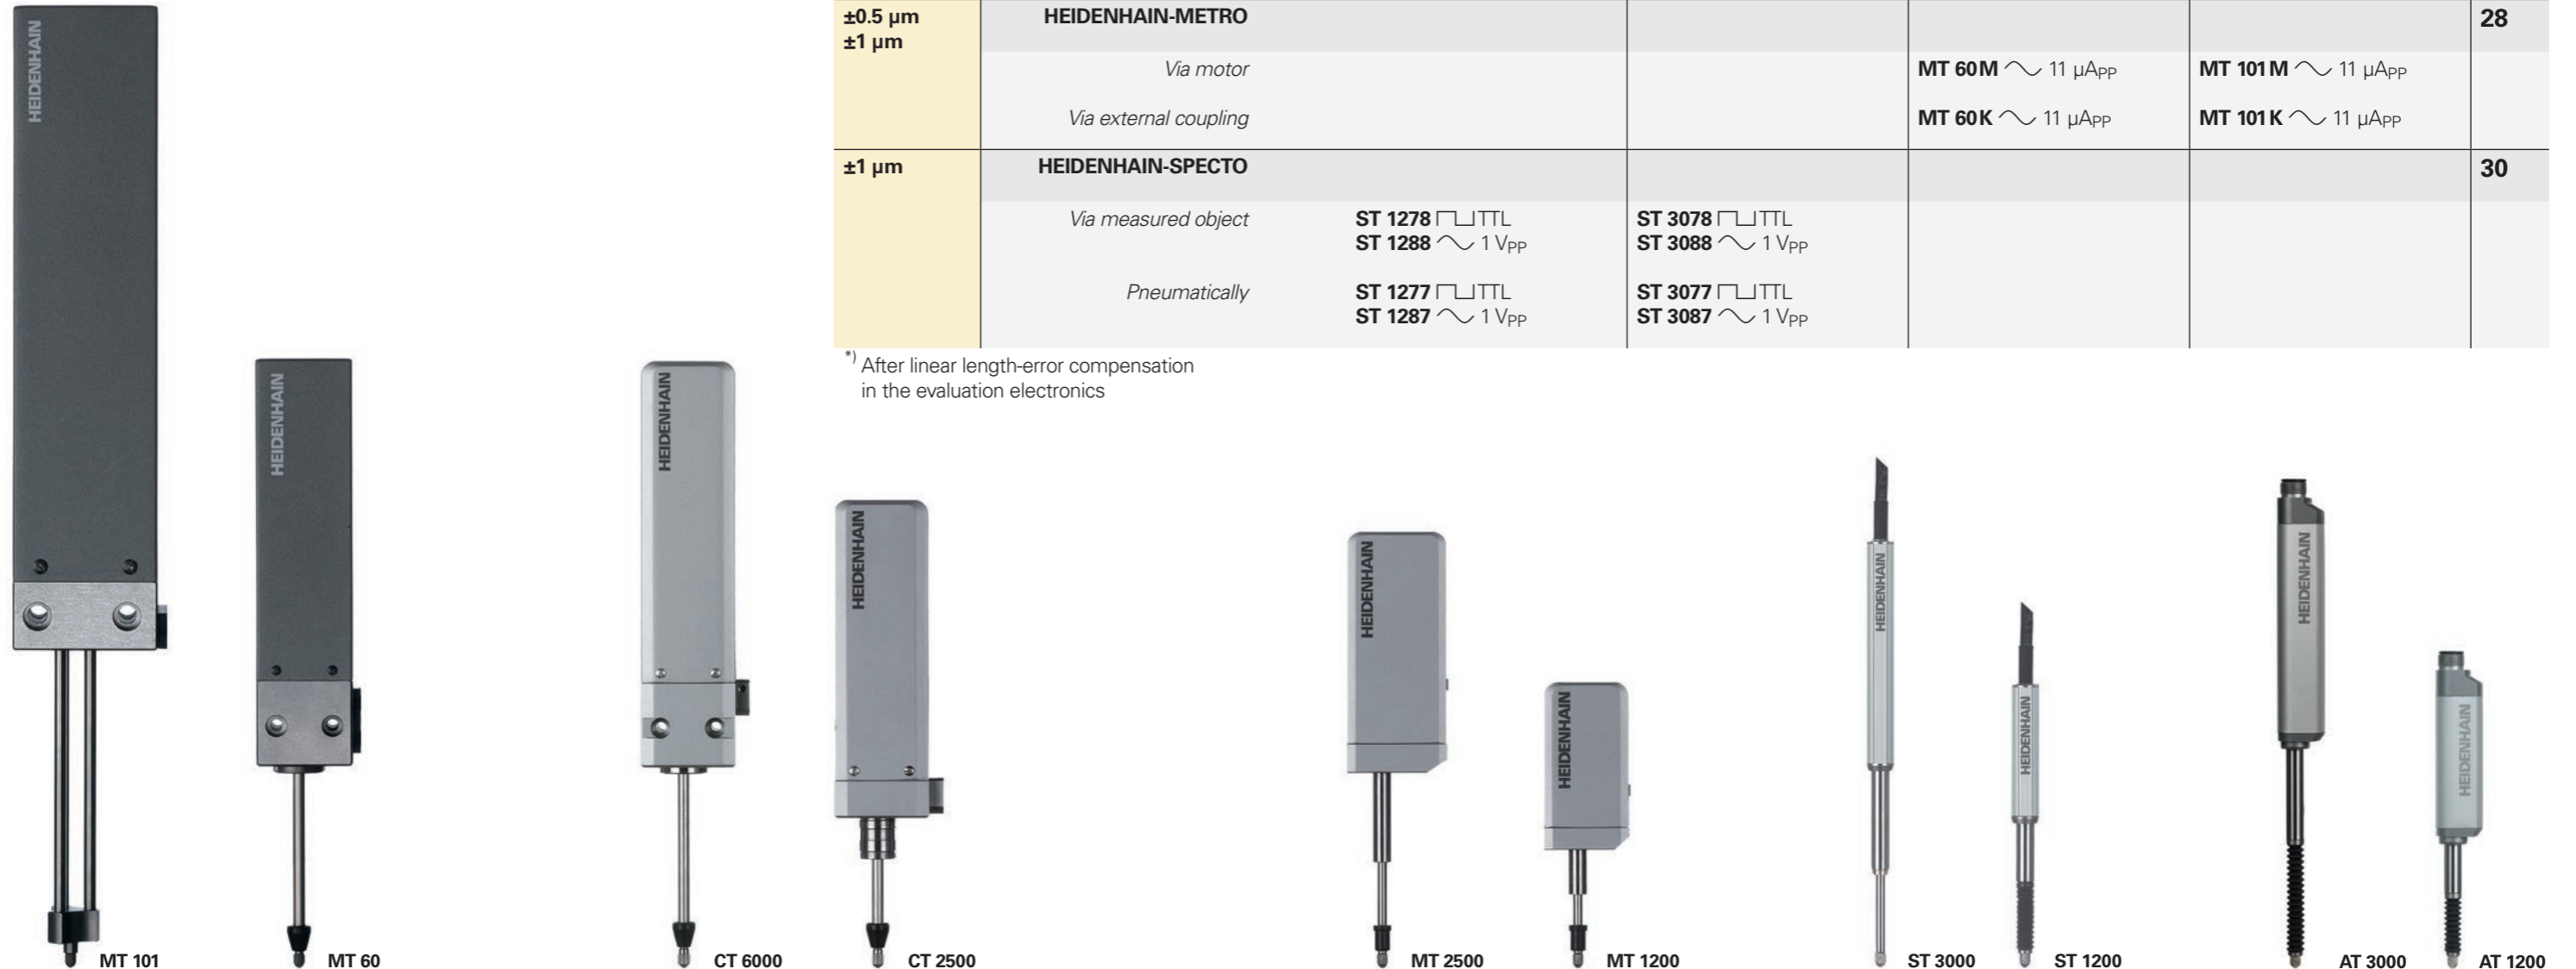 ±0.5 µm
±1 µm
HEIDENHAIN-METRO
28
Via motor
MT 60M 11 µAPP
MT 101M 11 µAPP
Via external coupling
MT 60K 11 µAPP
MT 101K 11 µAPP
±1 µm
HEIDENHAIN-SPECTO
30
Via measured object
ST 1278 TTL
ST 1288 1 VPP
ST 3078 TTL
ST 3088 1 VPP
Pneumatically
ST 1277 TTL
ST 1287 1 VPP
ST 3077 TTL
ST 3087 1 VPP
*) After linear length-error compensation
in the evaluation electronics
HEIDENHAIN
HEIDENHAIN
HEIDENHAIN
HEIDENHAIN
HEIDENHAIN
HEIDENHAIN
HEIDENHAIN
HEIDENHAIN
HEIDENHAIN
HEIDENHAIN
MT 101
MT 60
CT 6000
CT 2500
MT 2500
MT 1200
ST 3000
ST 1200
AT 3000
AT 1200